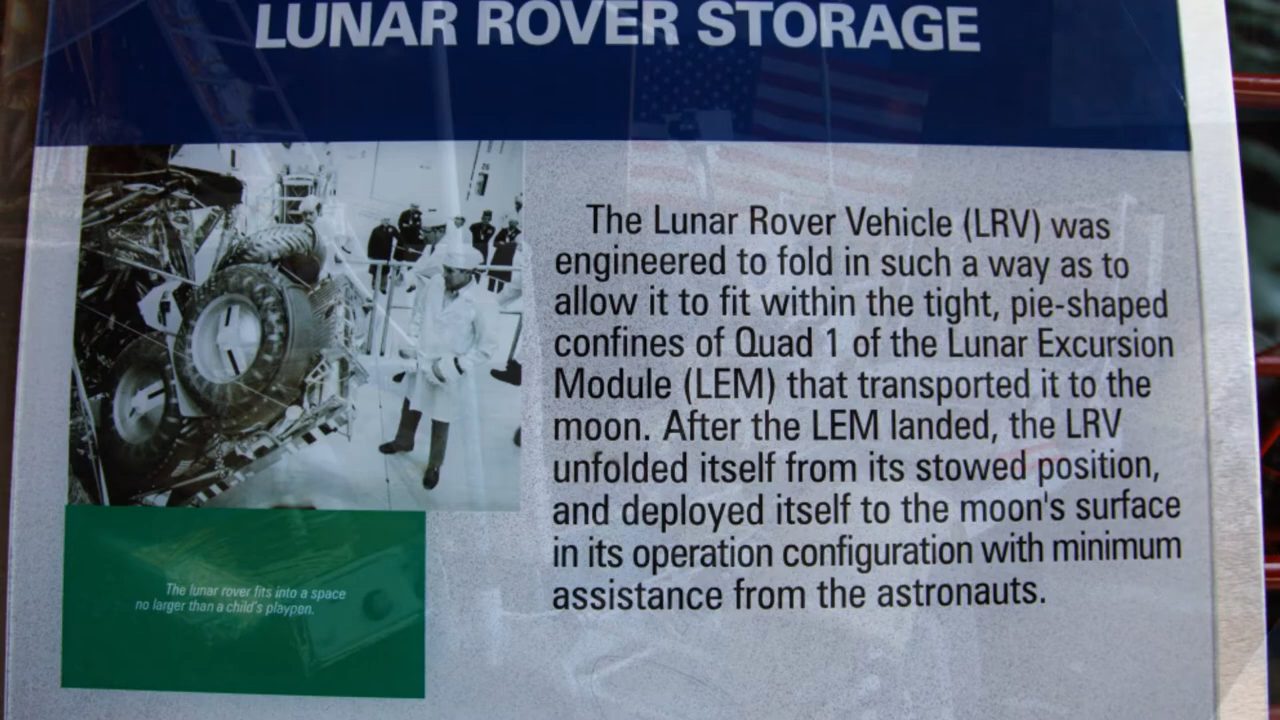 LUNAR ROVER STORAGE
The Lunar Rover Vehicle (LRV) was
engineered to fold in such a way as to
allow it to fit within the tight, pie-shaped
confines of Quad 1 of the Lunar Excursion
Module (LEM) that transported it to the
moon. After the LEM landed, the LRV
unfolded itself from its stowed position,
and deployed itself to the moon's surface
in its operation configuration with minimum
assistance from the astronauts.
The lunar rover fits into a space
no larger than a child's playpen.